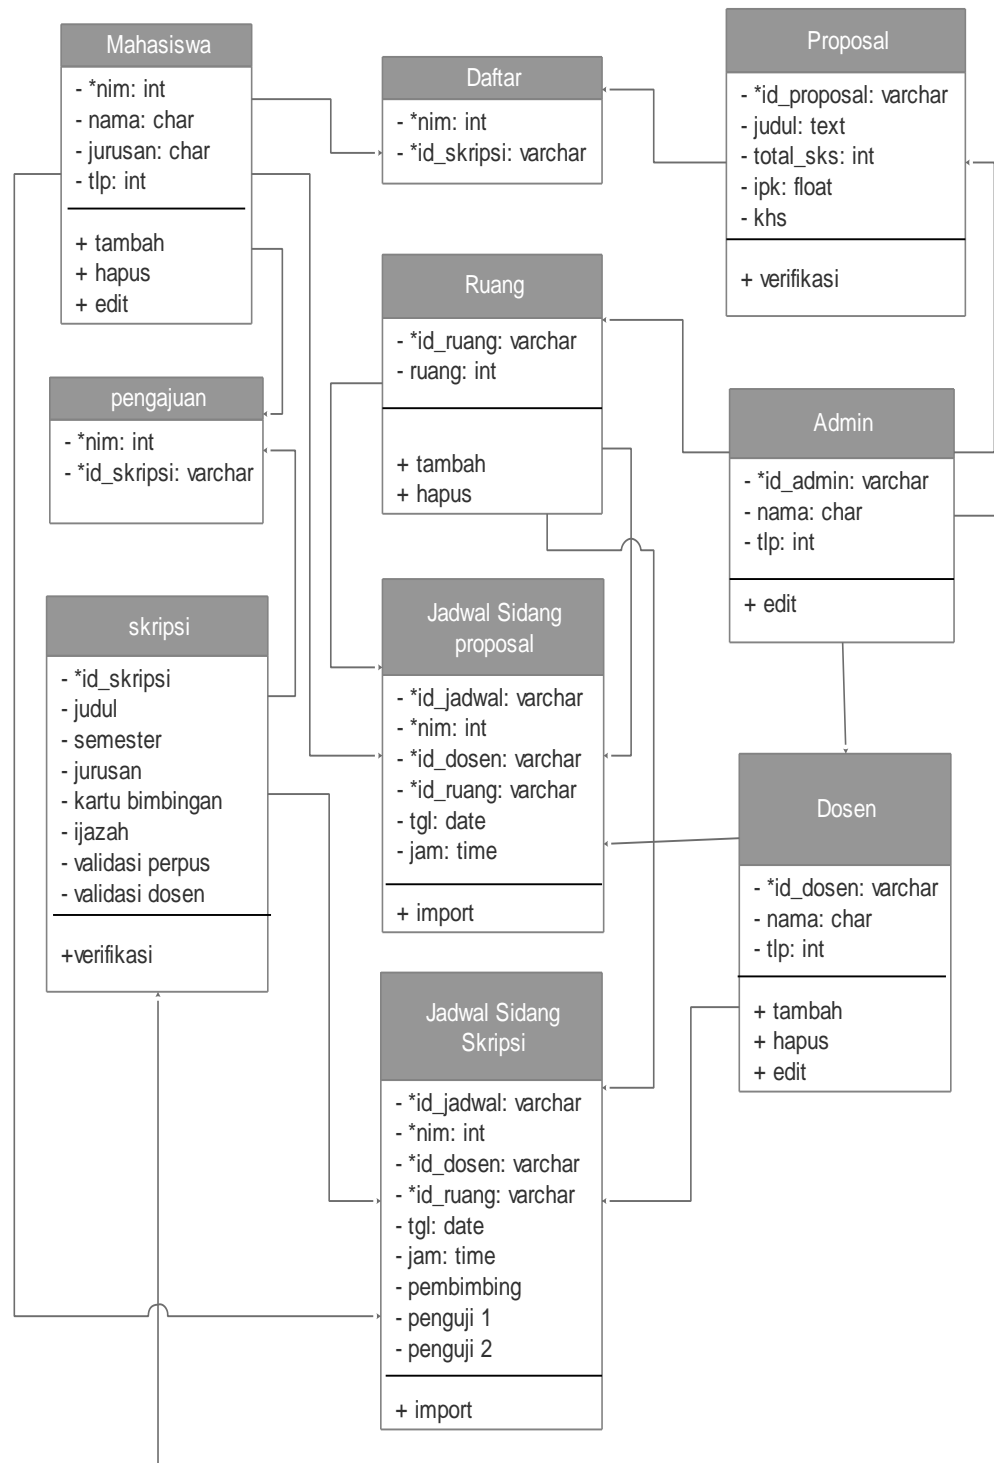 Mahasiswa
- *nim: int
- nama: char
- jurusan: char
- tlp: int
+ tambah
+ hapus
+ edit
Daftar
- *nim: int
- *id_skripsi: varchar
Proposal
- *id_proposal: varchar
- judul: text
- total_sks: int
- ipk: float
- khs
+ verifikasi
Ruang
- *id_ruang: varchar
- ruang: int
+ tambah
+ hapus
pengajuan
- *nim: int
- *id_skripsi: varchar
Admin
- *id_admin: varchar
- nama: char
- tlp: int
+ edit
skripsi
- *id_skripsi
- judul
- semester
- jurusan
- kartu bimbingan
- ijazah
- validasi perpus
- validasi dosen
+verifikasi
Jadwal Sidang
proposal
- *id_jadwal: varchar
- *nim: int
- *id_dosen: varchar
- *id_ruang: varchar
- tgl: date
- jam: time
+ import
Dosen
- *id_dosen: varchar
- nama: char
- tlp: int
+ tambah
+ hapus
+ edit
Jadwal Sidang
Skripsi
- *id_jadwal: varchar
- *nim: int
- *id_dosen: varchar
- *id_ruang: varchar
- tgl: date
- jam: time
- pembimbing
- penguji 1
- penguji 2
+ import